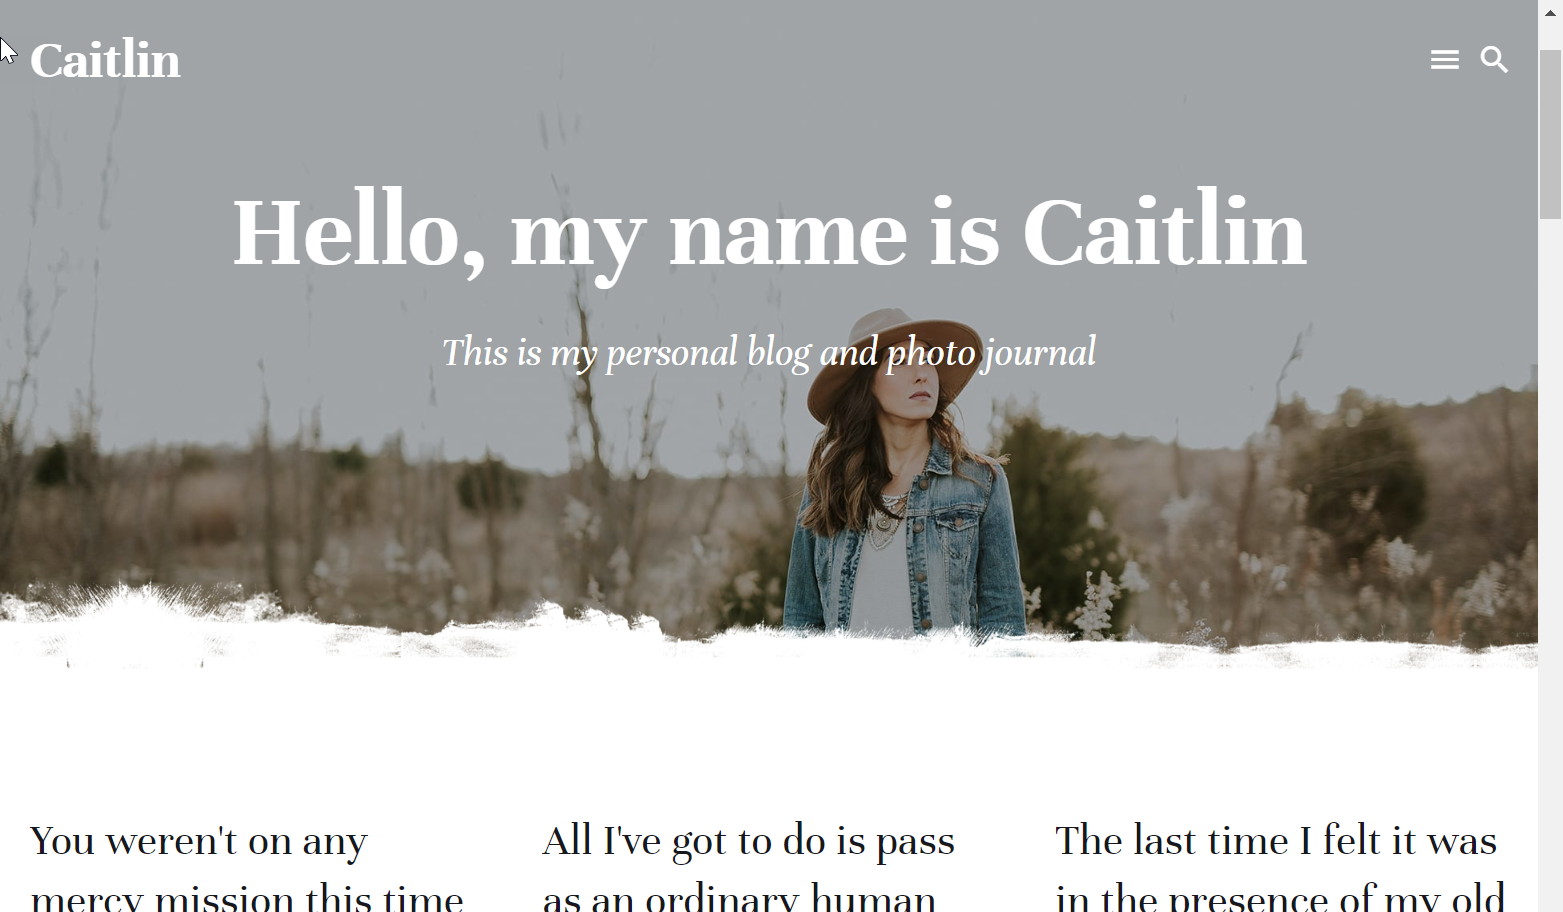 Caitlin
Hello, my name is Caitlin
This is my personal blog and photo journal
You weren't on any
mercy mission this time
All I've got to do is pass
as an ordinary human
The last time I felt it was
in the presence of my old